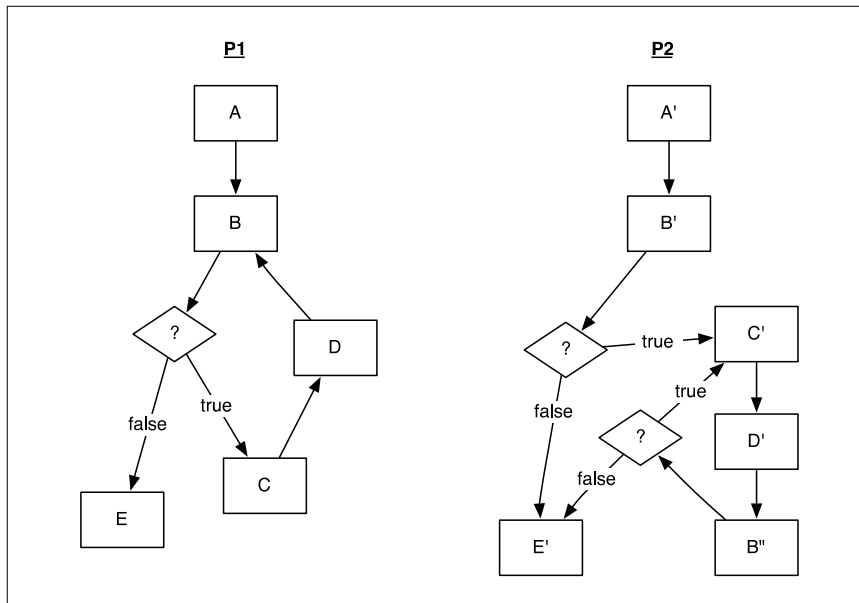 P1
A
B
?
D
true
false
C
E
P2
A'
B'
?
true
C'
true
false
?
D'
false
E'
B"